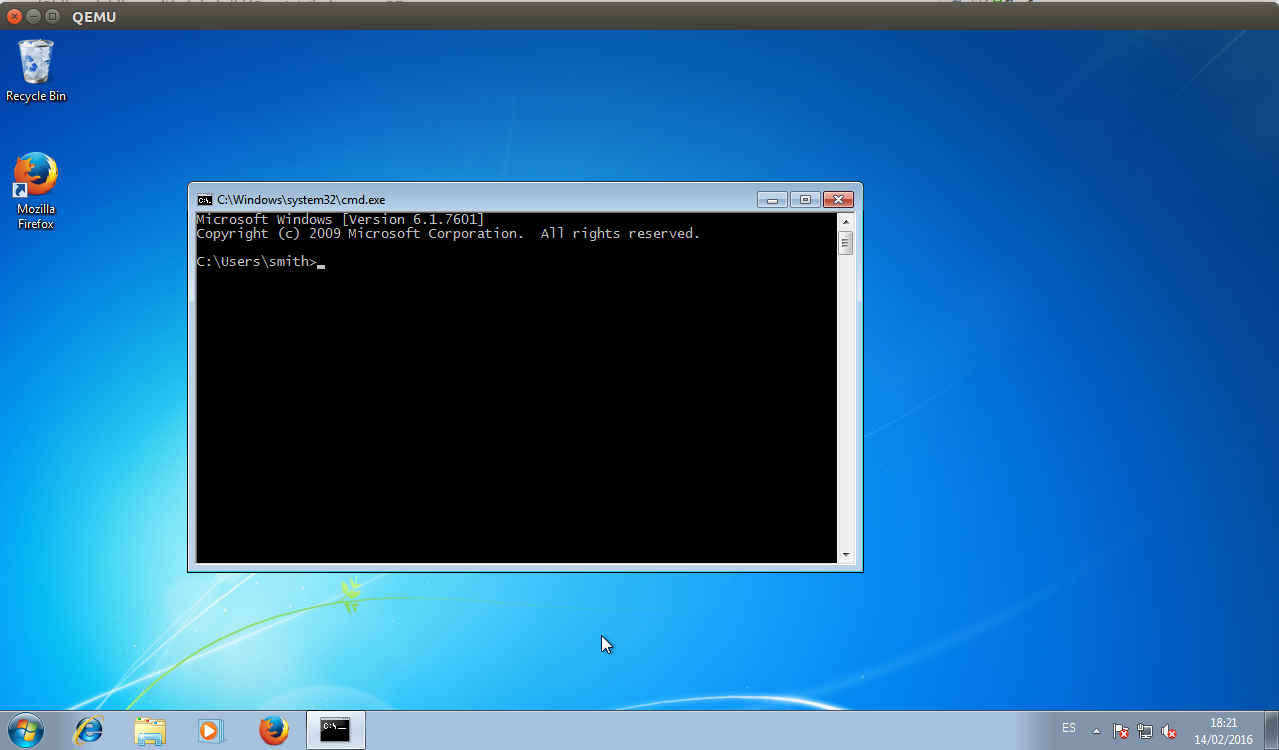 QEMU
Recycle Bin
Mozilla
Firefox
C:\Windows\system32\cmd.exe
Microsoft Windows [Version 6.1.7601]
Copyright (c) 2009 Microsoft Corporation.  All rights reserved.
C:\Users\smith>
C:\
ES
18:21
14/02/2016